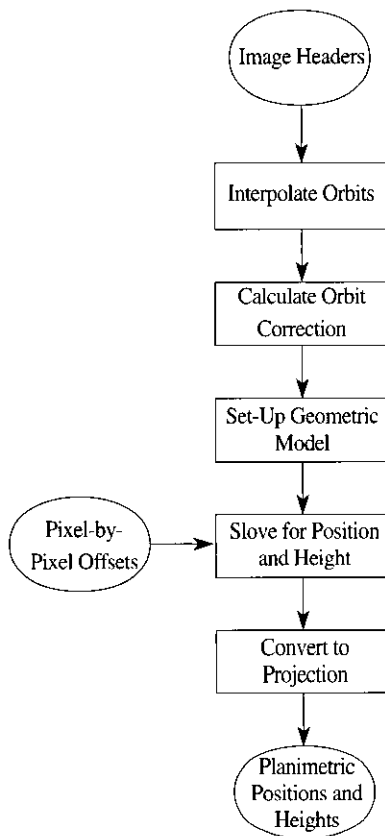 Image Headers
Interpolate Orbits
Calculate Orbit
Correction
Set-Up Geometric
Model
Pixel-by-
Pixel Offsets
Slove for Position
and Height
Convert to
Projection
Planimetric
Positions and
Heights